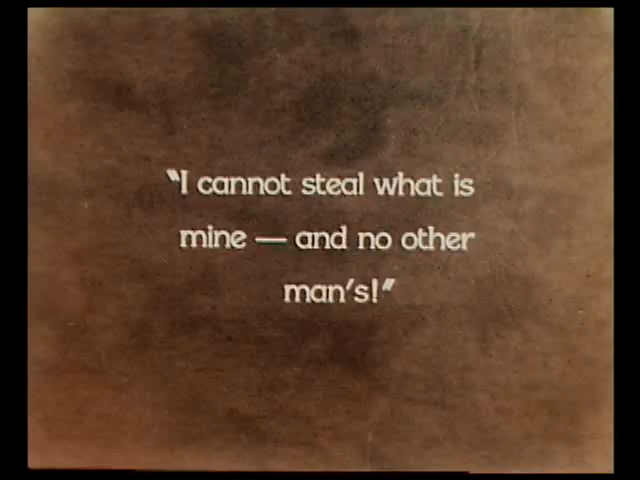 "I cannot steal what is
mine — and no other
man's!"